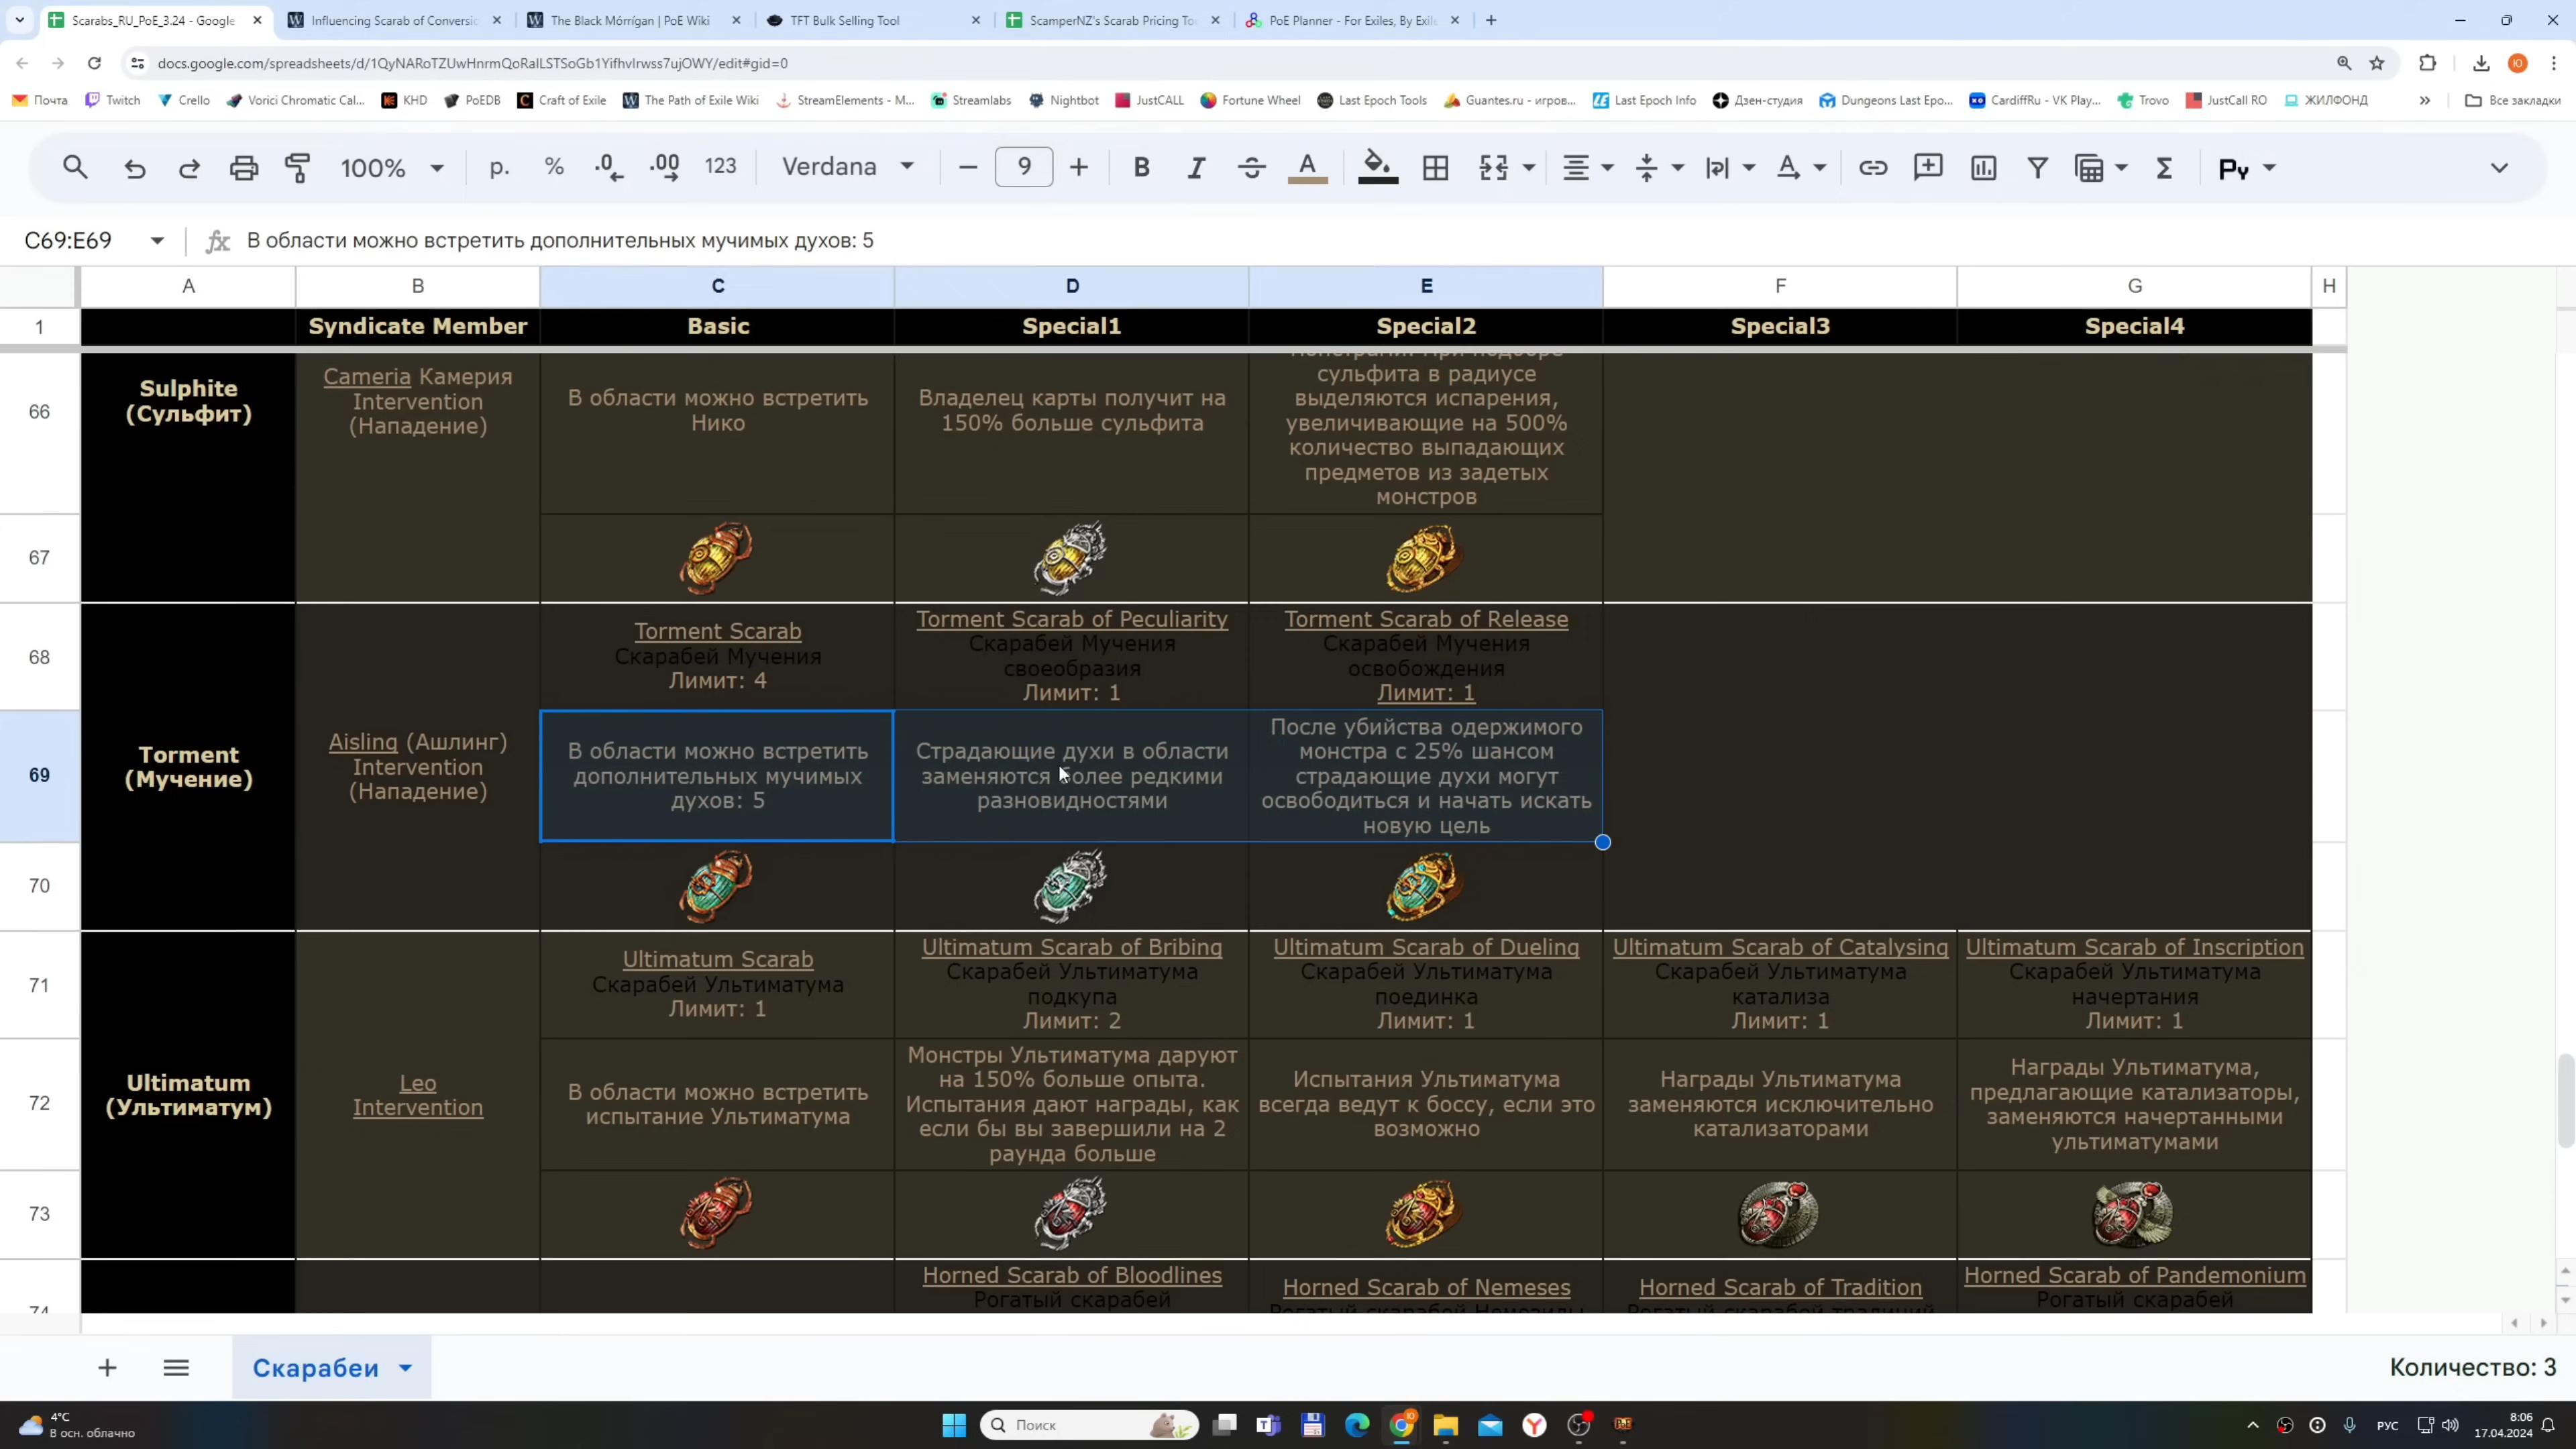 Scarabs_RU_PoE_3.24 - Google
Influencing Scarab of Conversio
The Black Mórrígan | PoE Wiki
TFT Bulk Selling Tool
ScamperNZ's Scarab Pricing Too
PoE Planner - For Exiles, By Exile
docs.google.com/spreadsheets/d/1QyNARoTZUwHnrmQoRaILSTSoGb1YifhvIrwss7ujOWY/edit#gid=0
Почта
Twitch
Crello
Vorici Chromatic Cal...
KHD
PoEDB
Craft of Exile
The Path of Exile Wiki
StreamElements - M...
Streamlabs
Nightbot
JustCALL
Fortune Wheel
Last Epoch Tools
Guantes.ru - игров...
Last Epoch Info
Дзен-студия
Dungeons Last Epo...
CardiffRu - VK Play...
Trovo
JustCall RO
ЖИЛФОНД
Все закладки
100%
р.
%
.0
.00
123
Verdana
9
C69:E69
В области можно встретить дополнительных мучимых духов: 5
A
B
C
D
E
F
G
H
1
Syndicate Member
Basic
Special1
Special2
Special3
Special4
66
Sulphite
(Сульфит)
Cameria Камерия
Intervention
(Нападение)
В области можно встретить
Нико
Владелец карты получит на
150% больше сульфита
сульфита в радиусе
выделяются испарения,
увеличивающие на 500%
количество выпадающих
предметов из задетых
монстров
67
68
Torment Scarab
Скарабей Мучения
Лимит: 4
Torment Scarab of Peculiarity
Скарабей Мучения
своеобразия
Лимит: 1
Torment Scarab of Release
Скарабей Мучения
освобождения
Лимит: 1
69
Torment
(Мучение)
Aisling (Ашлинг)
Intervention
(Нападение)
В области можно встретить
дополнительных мучимых
духов: 5
Страдающие духи в области
заменяются более редкими
разновидностями
После убийства одержимого
монстра с 25% шансом
страдающие духи могут
освободиться и начать искать
новую цель
70
71
Ultimatum Scarab
Скарабей Ультиматума
Лимит: 1
Ultimatum Scarab of Bribing
Скарабей Ультиматума
подкупа
Лимит: 2
Ultimatum Scarab of Dueling
Скарабей Ультиматума
поединка
Лимит: 1
Ultimatum Scarab of Catalysing
Скарабей Ультиматума
катализа
Лимит: 1
Ultimatum Scarab of Inscription
Скарабей Ультиматума
начертания
Лимит: 1
72
Ultimatum
(Ультиматум)
Leo
Intervention
В области можно встретить
испытание Ультиматума
Монстры Ультиматума даруют
на 150% больше опыта.
Испытания дают награды, как
если бы вы завершили на 2
раунда больше
Испытания Ультиматума
всегда ведут к боссу, если это
возможно
Награды Ультиматума
заменяются исключительно
катализаторами
Награды Ультиматума,
предлагающие катализаторы,
заменяются начертанными
ультиматумами
73
74
Horned Scarab of Bloodlines
Рогатый скарабей
Horned Scarab of Nemeses
Рогатый скарабей Немезиды
Horned Scarab of Tradition
Рогатый скарабей традиций
Horned Scarab of Pandemonium
Рогатый скарабей
Скарабеи
Количество: 3
4°C
В осн. облачно
Поиск
РУС
8:06
17.04.2024